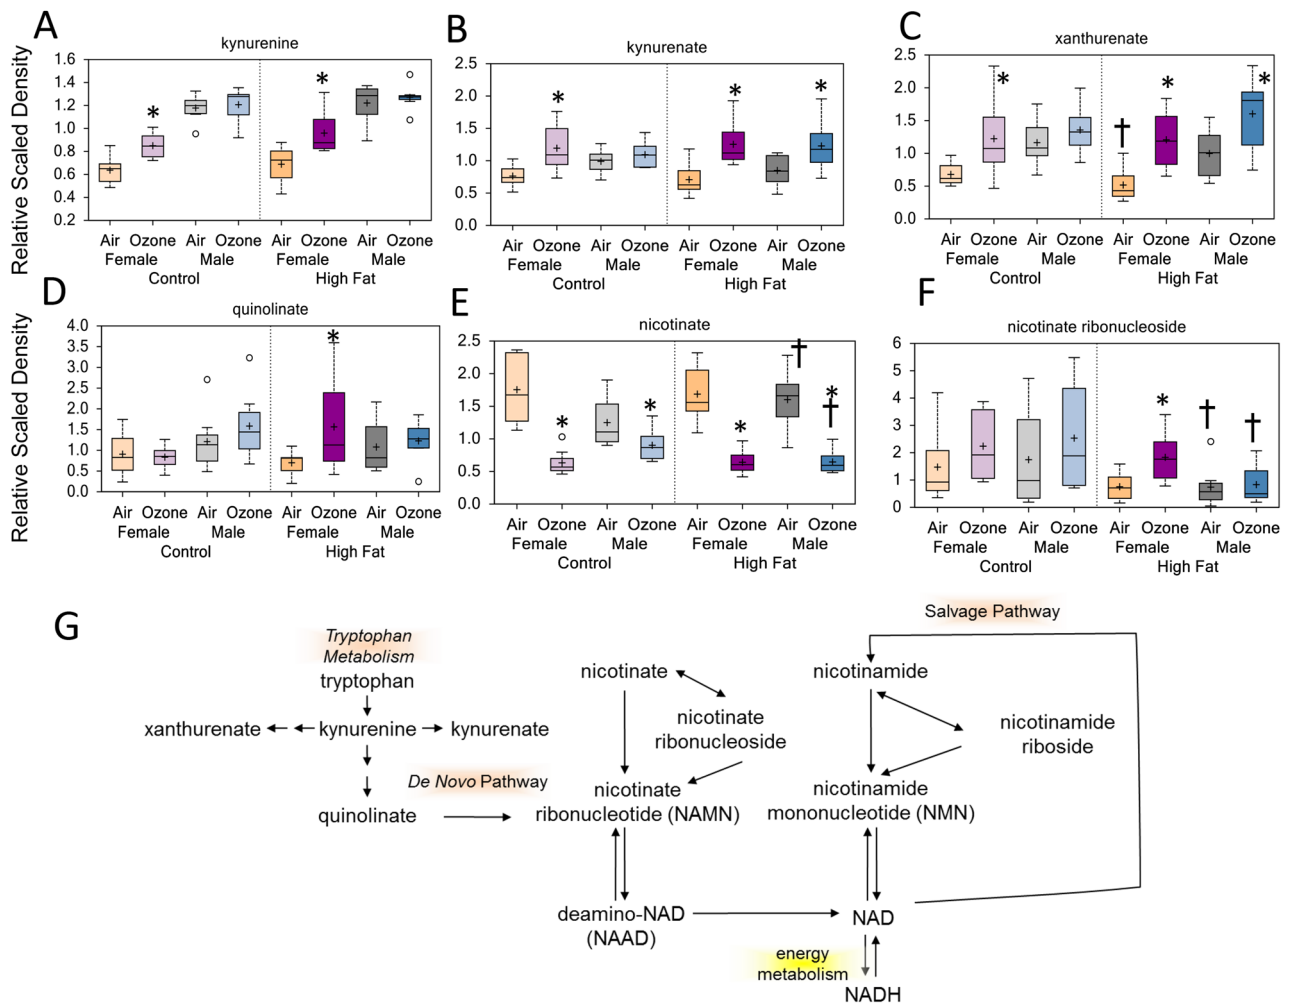 A
kynurenine
Relative Scaled Density
1.6
1.4
1.2
1.0
0.8
0.6
0.4
0.2
*
*
Air Ozone Air Ozone Air Ozone Air Ozone
Female Male Female Male
Control High Fat
B
kynurenate
2.5
2.0
1.5
1.0
0.5
0.0
*
*
*
Air Ozone Air Ozone Air Ozone Air Ozone
Female Male Female Male
Control High Fat
C
xanthurenate
2.5
2.0
1.5
1.0
0.5
0.0
*
†
*
*
Air Ozone Air Ozone Air Ozone Air Ozone
Female Male Female Male
Control High Fat
D
quinolinate
Relative Scaled Density
4.0
3.5
3.0
2.5
2.0
1.5
1.0
0.5
0.0
*
Air Ozone Air Ozone Air Ozone Air Ozone
Female Male Female Male
Control High Fat
E
nicotinate
2.5
2.0
1.5
1.0
0.5
0.0
*
*
*
†
*
†
Air Ozone Air Ozone Air Ozone Air Ozone
Female Male Female Male
Control High Fat
F
nicotinate ribonucleoside
6
5
4
3
2
1
0
*
†
†
Air Ozone Air Ozone Air Ozone Air Ozone
Female Male Female Male
Control High Fat
G
Tryptophan
Metabolism
tryptophan
xanthurenate kynurenine kynurenate
De Novo Pathway
quinolinate
nicotinate
nicotinate
ribonucleoside
nicotinate
ribonucleotide (NAMN)
deamino-NAD
(NAAD)
Salvage Pathway
nicotinamide
nicotinamide
riboside
nicotinamide
mononucleotide (NMN)
NAD
energy
metabolism
NADH